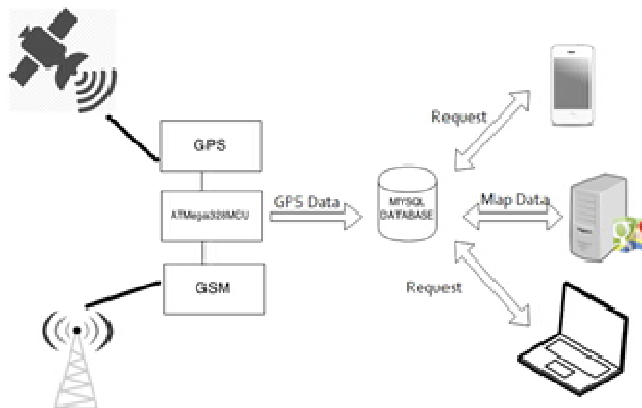 GPS
Request
ATMega328MCU
GPS Data
MYSQL
DATABASE
Map Data
GSM
Request